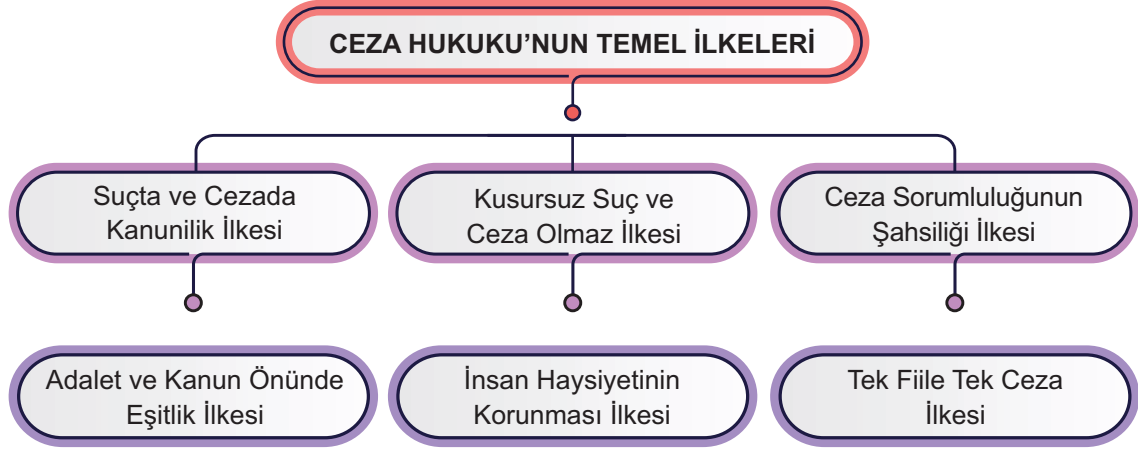 CEZA HUKUKU’NUN TEMEL İLKELERİ
Suçta ve Cezada
Kanunilik İlkesi
Kusursuz Suç ve
Ceza Olmaz İlkesi
Ceza Sorumluluğunun
Şahsiliği İlkesi
Adalet ve Kanun Önünde
Eşitlik İlkesi
İnsan Haysiyetinin
Korunması İlkesi
Tek Fiile Tek Ceza
İlkesi